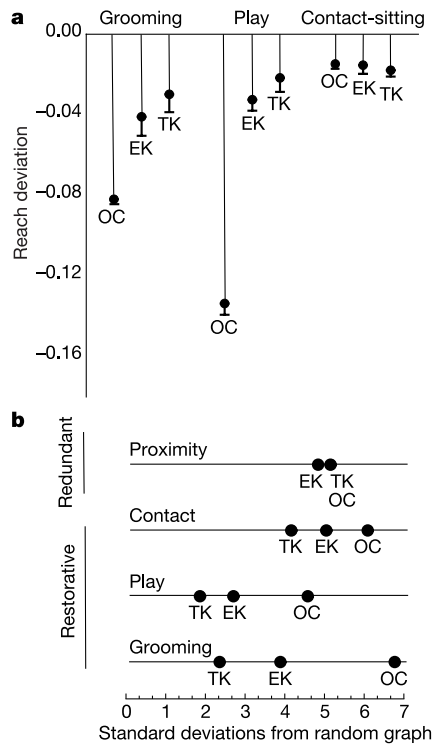 a
Grooming Play Contact-sitting
0.00
−0.04
−0.08
−0.12
−0.16
Reach deviation
OC
EK
TK
OC
EK
TK
OC
EK
TK
b
Redundant
Restorative
Proximity
EK TK
OC
Contact
TK EK OC
Play
TK EK OC
Grooming
TK EK OC
0 1 2 3 4 5 6 7
Standard deviations from random graph